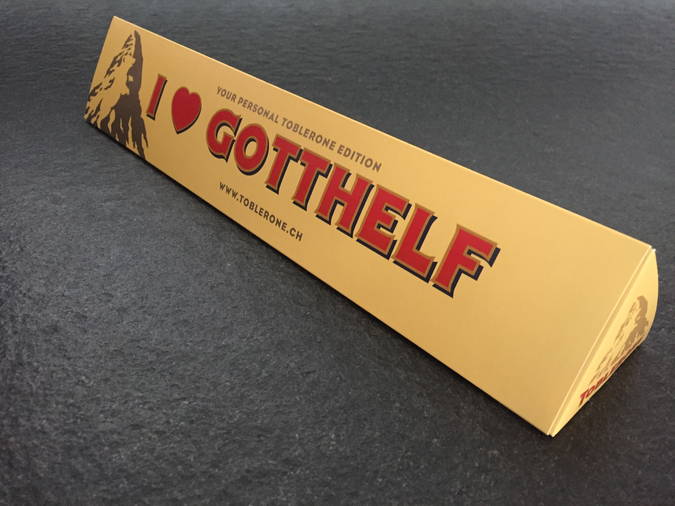 YOUR PERSONAL TOBLERONE EDITION
I ♥ GOTTHELF
WWW.TOBLERONE.CH